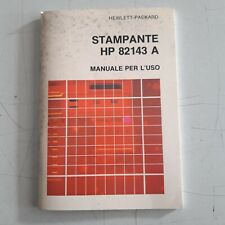 HEWLETT-PACKARD
STAMPANTE
HP 82143 A
MANUALE PER L'USO